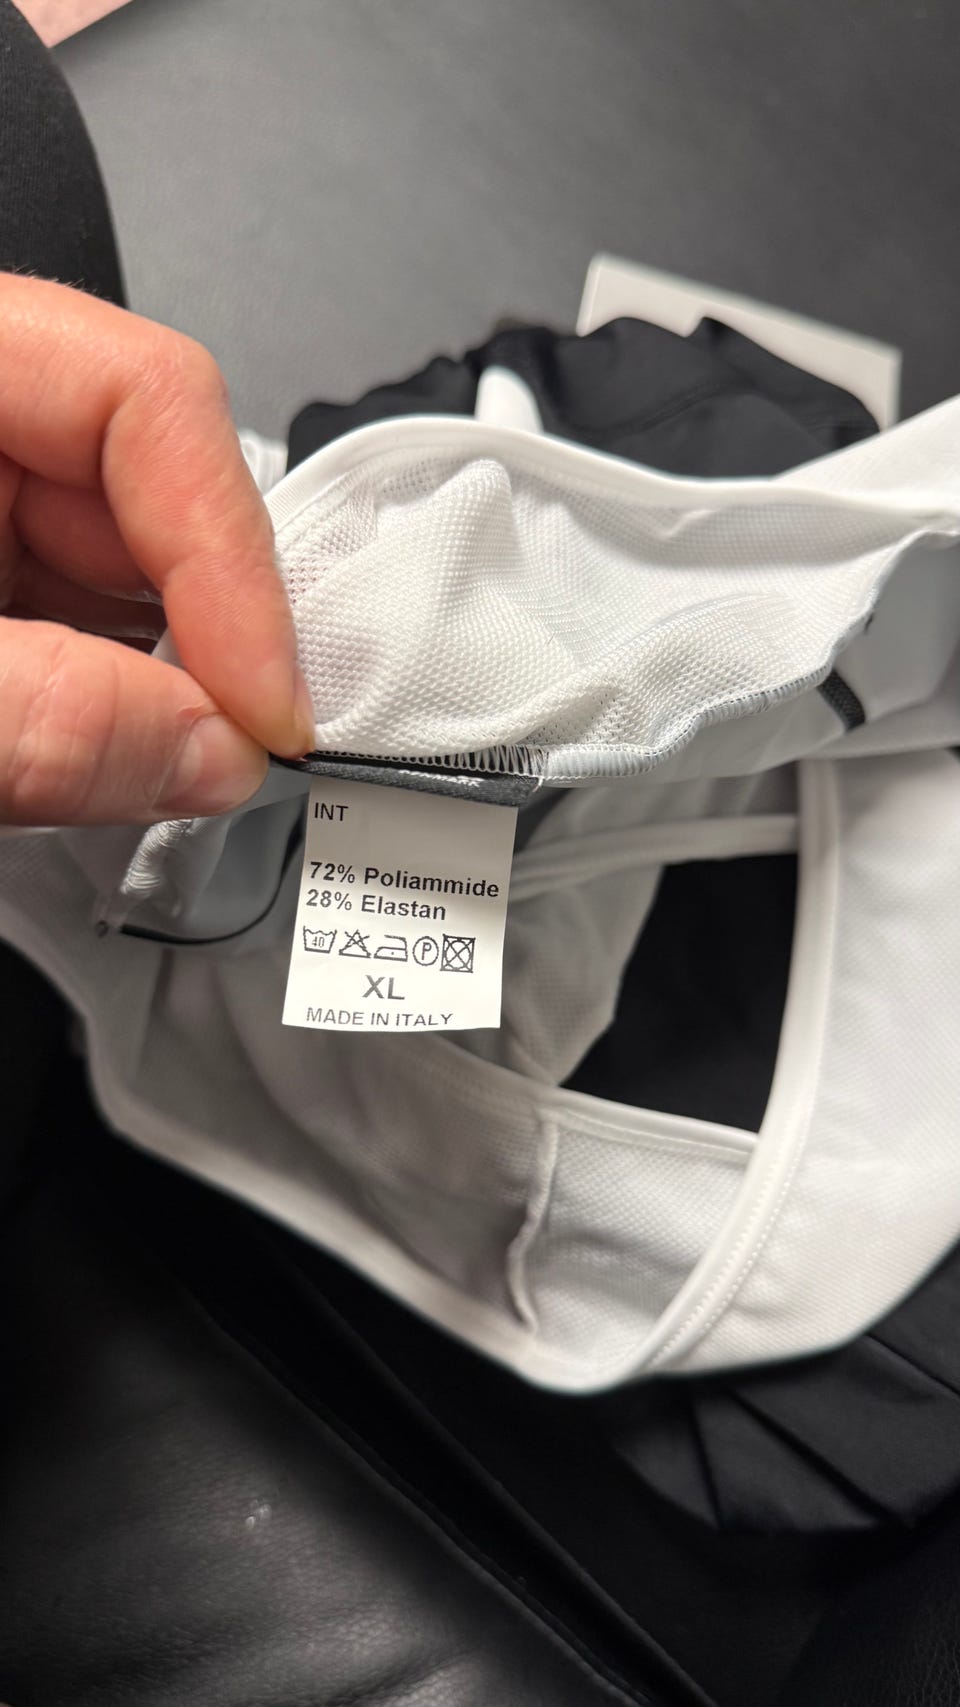 INT
72% Poliammide
28% Elastan
40 P
XL
MADE IN ITALY